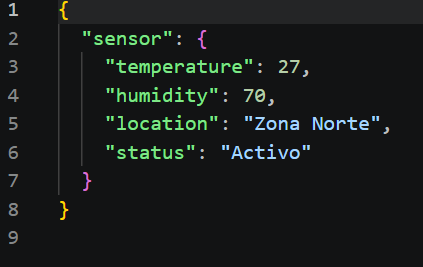 1 {
2   "sensor": {
3     "temperature": 27,
4     "humidity": 70,
5     "location": "Zona Norte",
6     "status": "Activo"
7   }
8 }
9